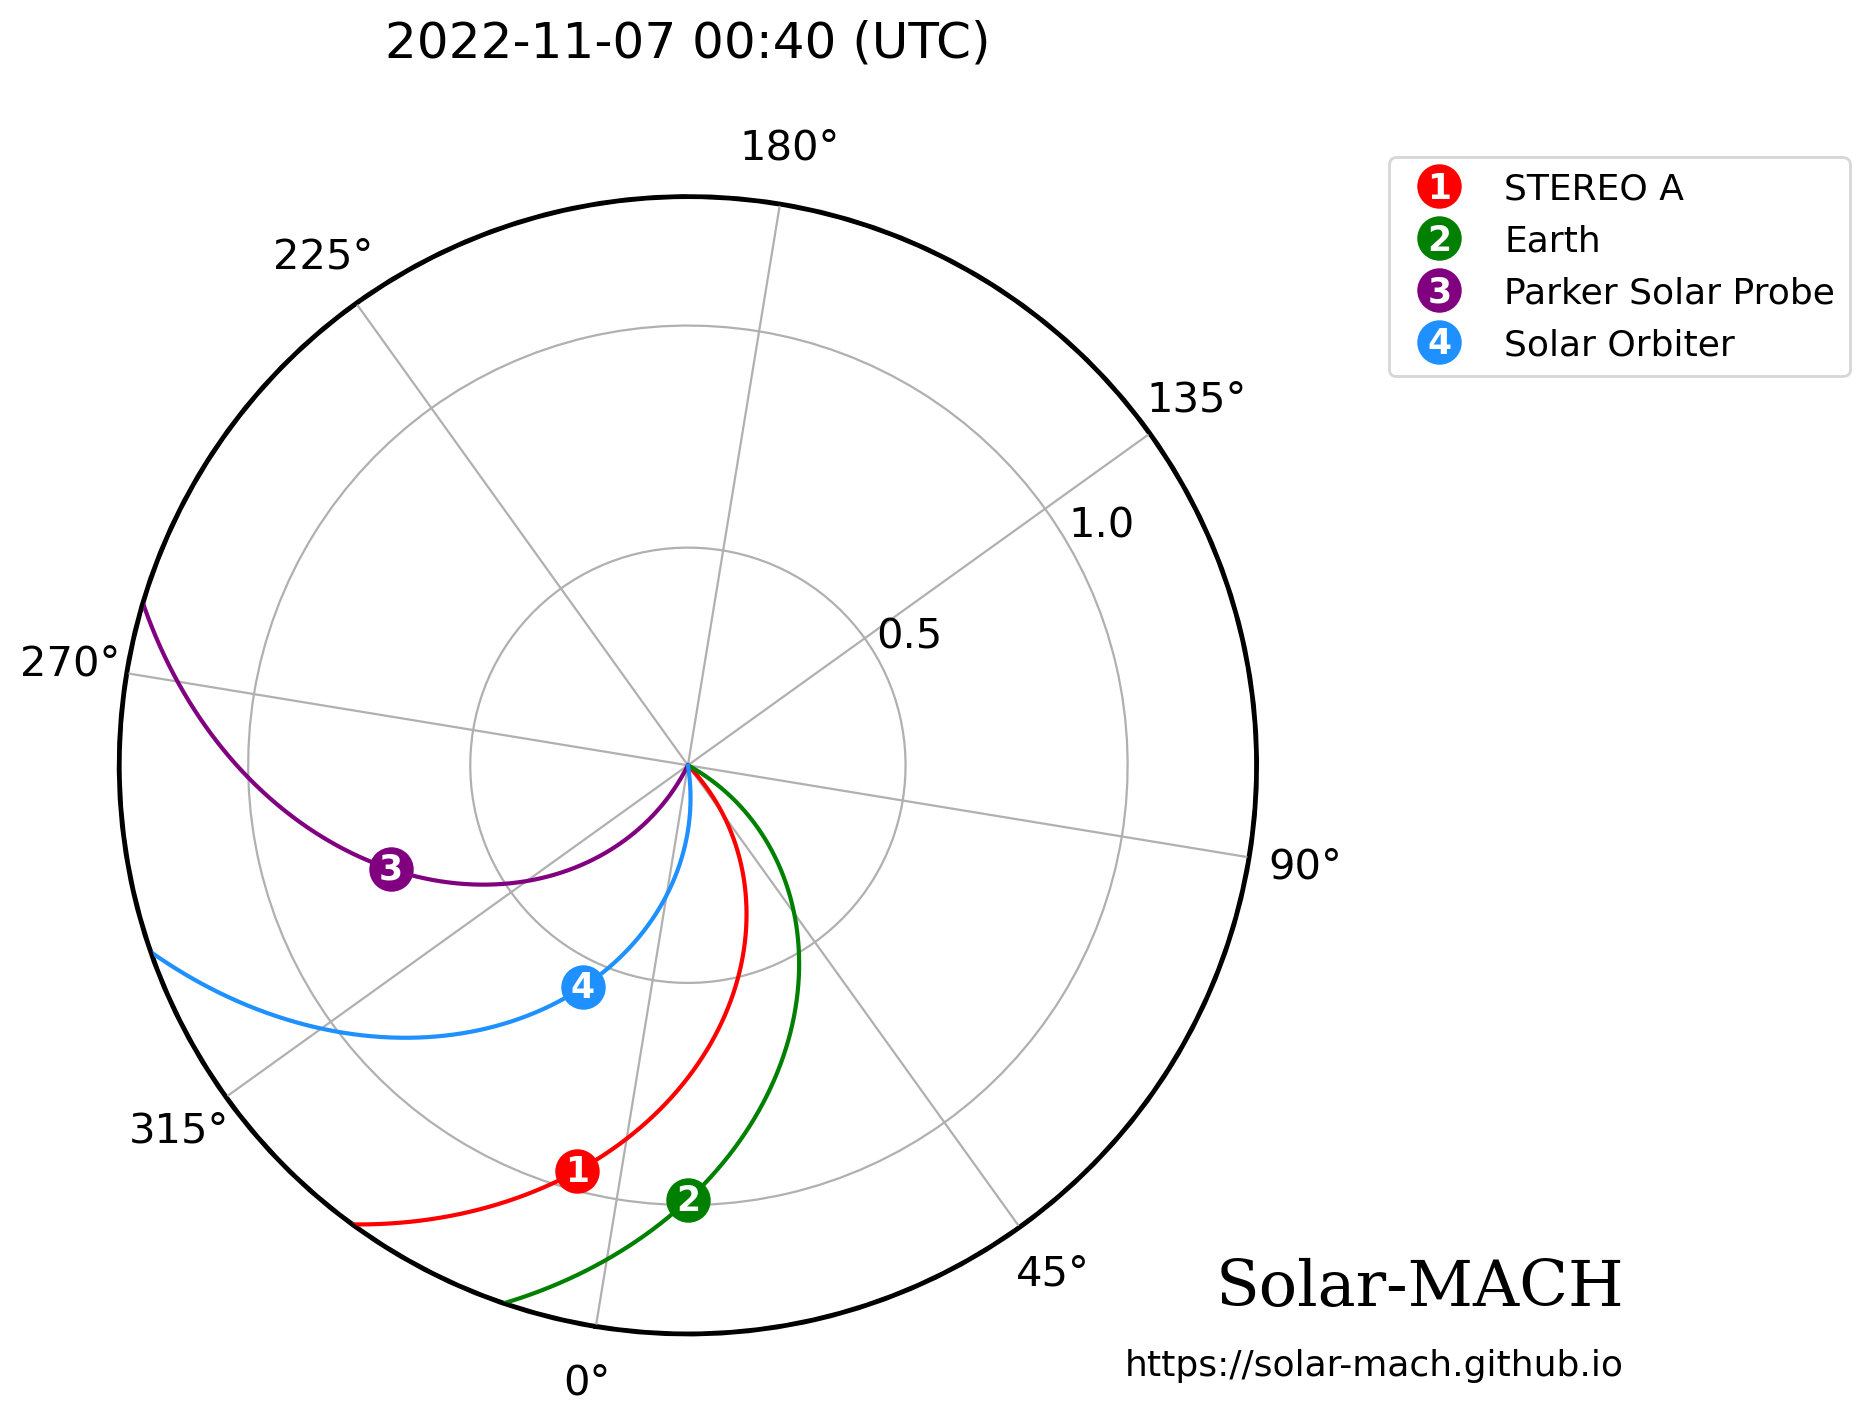 2022-11-07 00:40 (UTC)
180°
1 STEREO A
2 Earth
3 Parker Solar Probe
4 Solar Orbiter
225°
135°
1.0
0.5
270°
3
90°
4
315°
1
2
45°
Solar-MACH
0°
https://solar-mach.github.io